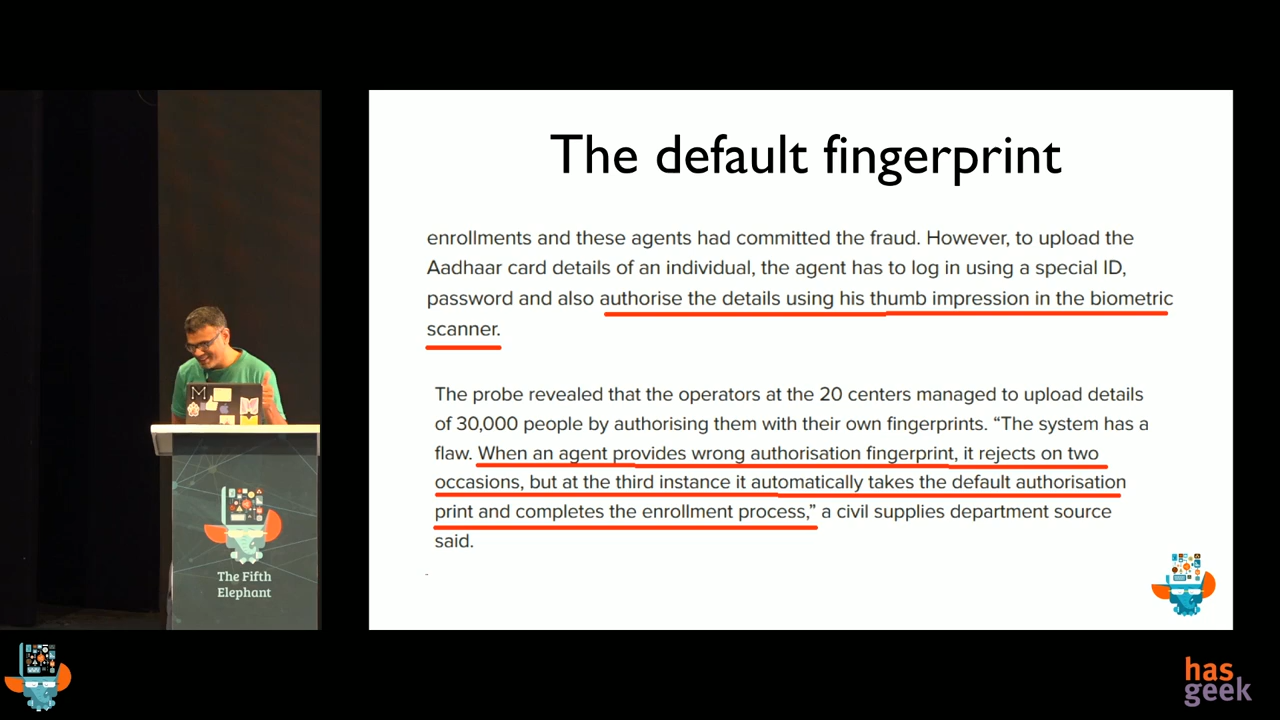 The default fingerprint
enrollments and these agents had committed the fraud. However, to upload the
Aadhaar card details of an individual, the agent has to log in using a special ID,
password and also authorise the details using his thumb impression in the biometric
scanner.
The probe revealed that the operators at the 20 centers managed to upload details
of 30,000 people by authorising them with their own fingerprints. “The system has a
flaw. When an agent provides wrong authorisation fingerprint, it rejects on two
occasions, but at the third instance it automatically takes the default authorisation
print and completes the enrollment process,” a civil supplies department source
said.
M
The Fifth
Elephant
has
geek